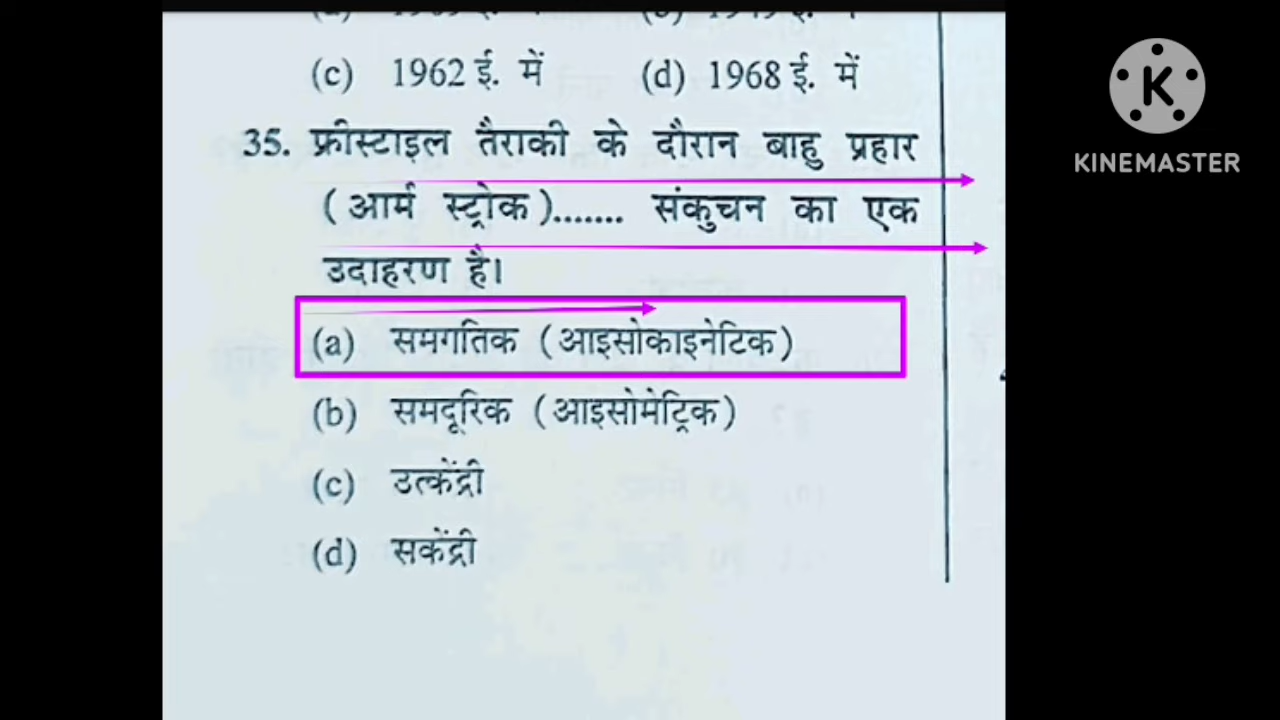 (c) 1962 ई. में (d) 1968 ई. में
35. फ्रीस्टाइल तैराकी के दौरान बाहु प्रहार
( आर्म स्ट्रोक )....... संकुचन का एक
उदाहरण है।
(a) समगतिक ( आइसोकाइनेटिक )
(b) समदूरिक ( आइसोमेट्रिक )
(c) उत्केंद्री
(d) सकेंद्री
K
KINEMASTER